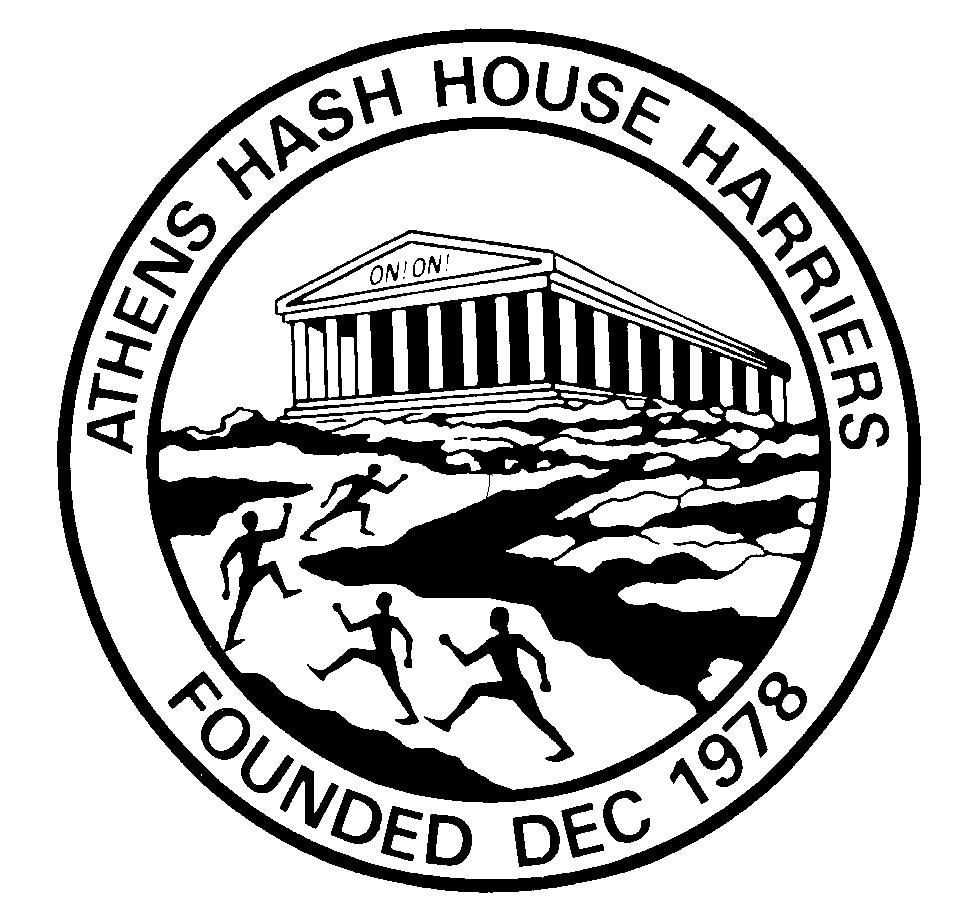 ATHENS HASH HOUSE HARRIERS
ON! ON!
FOUNDED DEC 1978